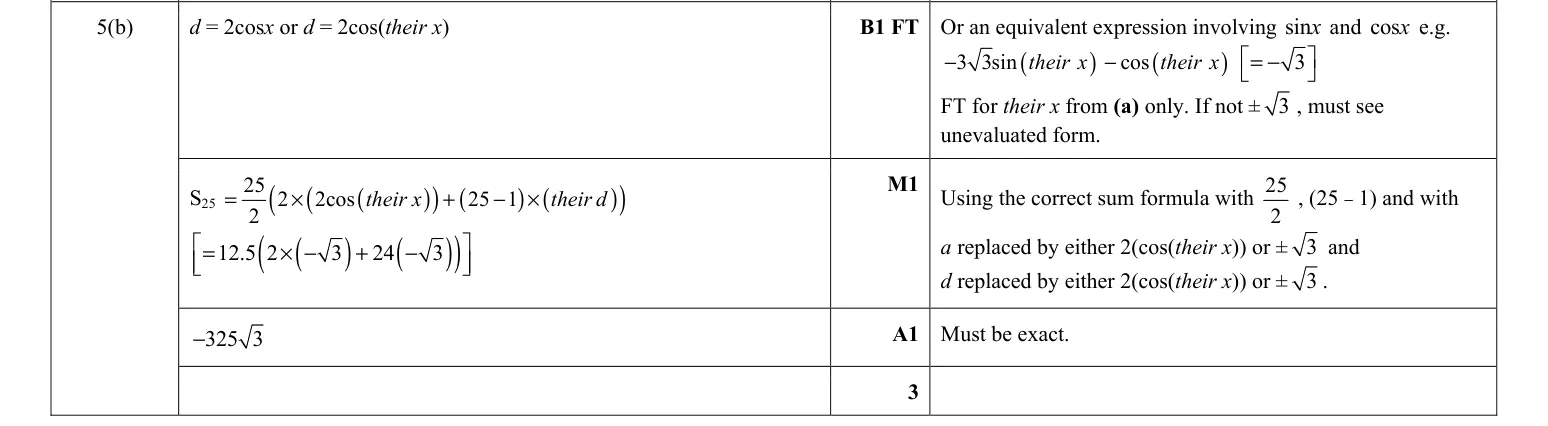 5(b) d = 2cosx or d = 2cos(their x) B1 FT Or an equivalent expression involving sinx and cosx e.g.
−3√3sin(their x) − cos(their x) [= −√3]
FT for their x from (a) only. If not ± √3 , must see
unevaluated form.
S₂₅ = 25/2 (2×(2cos(their x)) + (25−1)×(their d)) M1 Using the correct sum formula with 25/2 , (25 – 1) and with
[= 12.5(2×(−√3) + 24(−√3))] a replaced by either 2(cos(their x)) or ± √3 and
d replaced by either 2(cos(their x)) or ± √3 .
−325√3 A1 Must be exact.
3